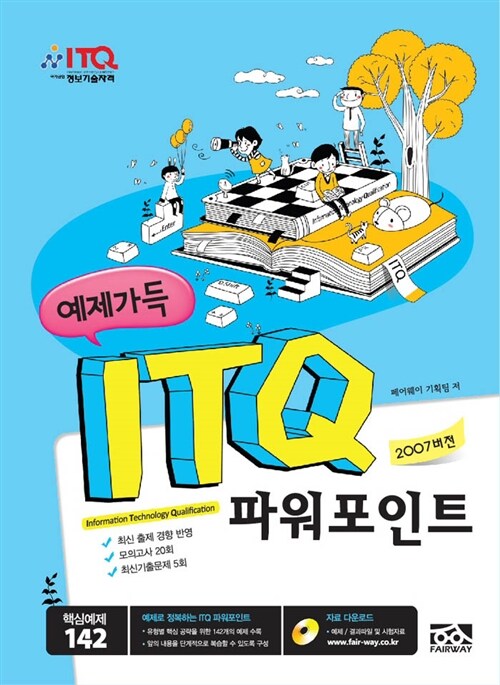 ITQ
국가공인 정보기술자격
Enter
Information Technology Qualification
ITQ
Shift
예제가득
ITQ
페어웨이 기획팀 저
2007버전
Information Technology Qualification
파워포인트
최신 출제 경향 반영
모의고사 20회
최신기출문제 5회
핵심예제
142
예제로 정복하는 ITQ 파워포인트
• 유형별 핵심 공략을 위한 142개의 예제 수록
• 앞의 내용을 단계적으로 복습할 수 있도록 구성
자료 다운로드
• 예제 / 결과파일 및 시험자료
www.fair-way.co.kr
FAIRWAY